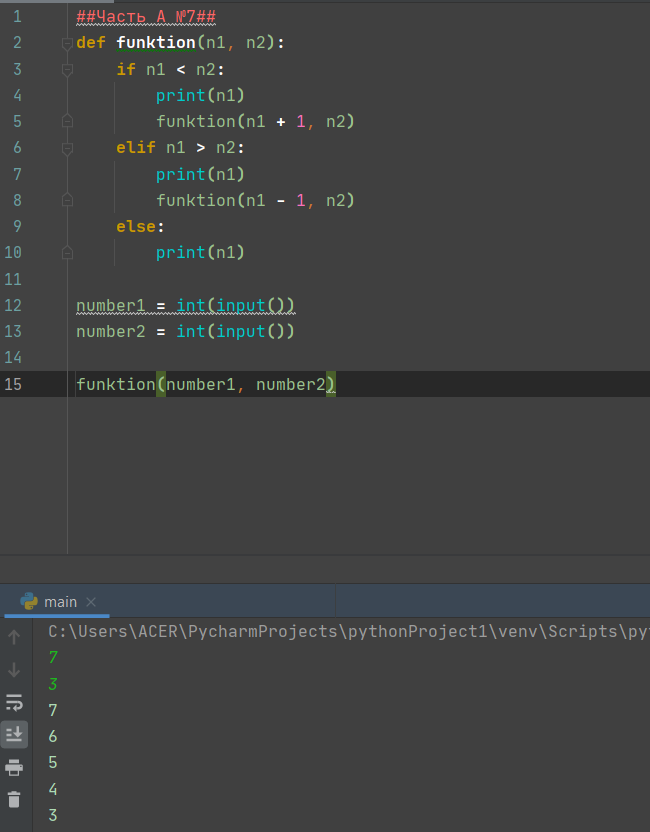 1 ##Часть А №7##
2 def funktion(n1, n2):
3 if n1 < n2:
4 print(n1)
5 funktion(n1 + 1, n2)
6 elif n1 > n2:
7 print(n1)
8 funktion(n1 - 1, n2)
9 else:
10 print(n1)
11
12 number1 = int(input())
13 number2 = int(input())
14
15 funktion(number1, number2)
main
C:\Users\ACER\PycharmProjects\pythonProject1\venv\Scripts\py
7
3
7
6
5
4
3